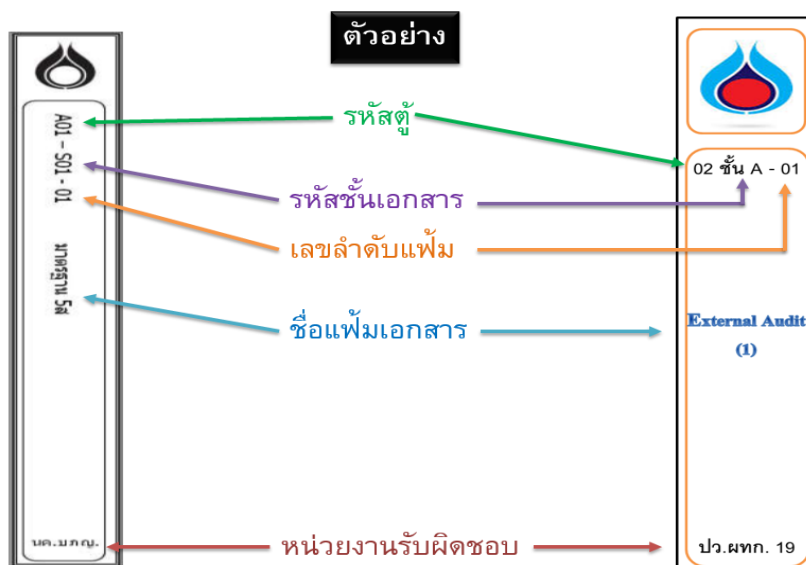 ตัวอย่าง
A01 – S01 - 01
มาตรฐาน 5ส
นค.บภญ.
รหัสตู้
รหัสชั้นเอกสาร
เลขลำดับแฟ้ม
ชื่อแฟ้มเอกสาร
หน่วยงานรับผิดชอบ
02 ชั้น A - 01
External Audit
(1)
ปว.ผทก. 19